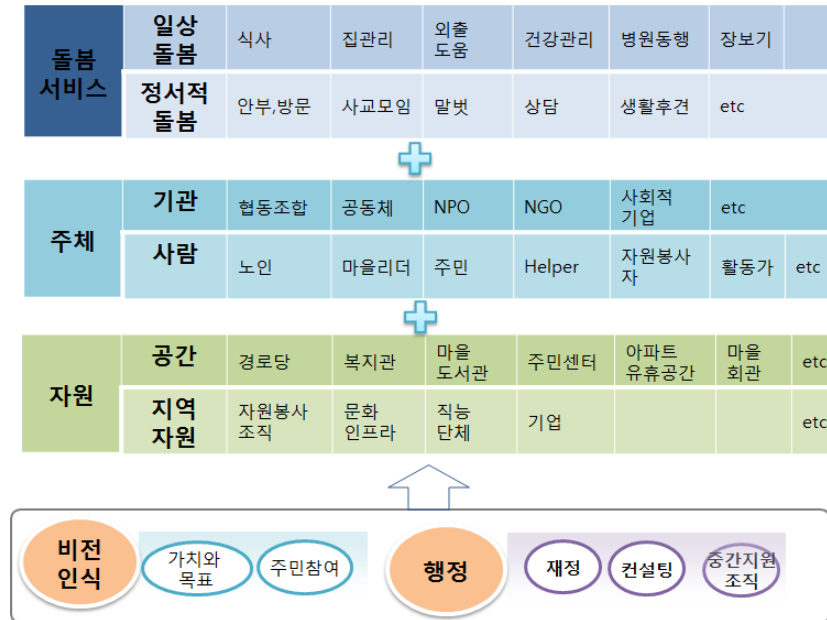 돌봄
서비스
일상
돌봄
식사
집관리
외출
도움
건강관리
병원동행
장보기
정서적
돌봄
안부,방문
사교모임
말벗
상담
생활후견
etc
주체
기관
협동조합
공동체
NPO
NGO
사회적
기업
etc
사람
노인
마을리더
주민
Helper
자원봉사
자
활동가
etc
자원
공간
경로당
복지관
마을
도서관
주민센터
아파트
유휴공간
마을
회관
etc
지역
자원
자원봉사
조직
문화
인프라
직능
단체
기업
etc
비전
인식
가치와
목표
주민참여
행정
재정
컨설팅
중간지원
조직